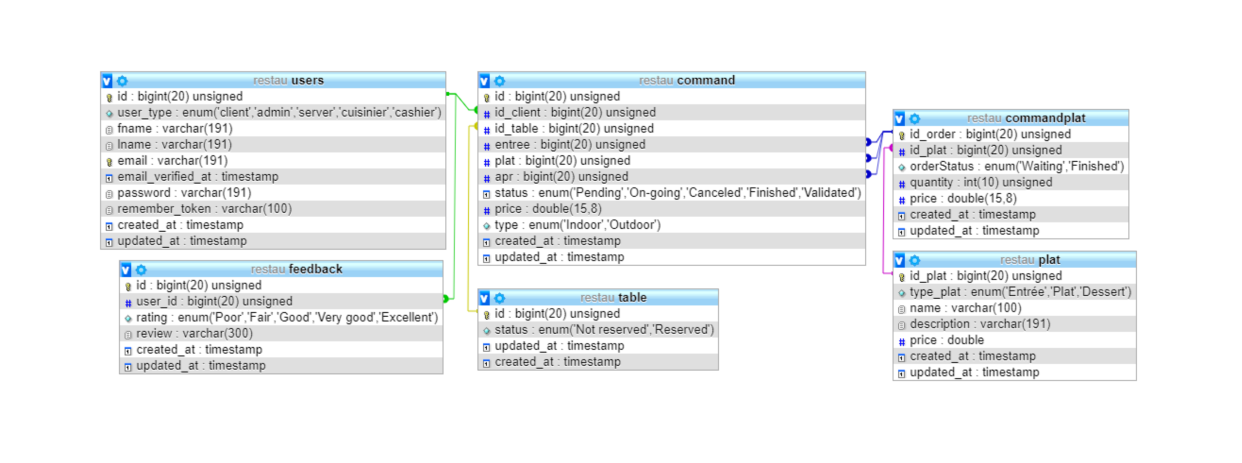 restau users
id : bigint(20) unsigned
user_type : enum('client','admin','server','cuisinier','cashier')
fname : varchar(191)
lname : varchar(191)
email : varchar(191)
email_verified_at : timestamp
password : varchar(191)
remember_token : varchar(100)
created_at : timestamp
updated_at : timestamp
restau feedback
id : bigint(20) unsigned
user_id : bigint(20) unsigned
rating : enum('Poor','Fair','Good','Very good','Excellent')
review : varchar(300)
created_at : timestamp
updated_at : timestamp
restau command
id : bigint(20) unsigned
id_client : bigint(20) unsigned
id_table : bigint(20) unsigned
entree : bigint(20) unsigned
plat : bigint(20) unsigned
apr : bigint(20) unsigned
status : enum('Pending','On-going','Canceled','Finished','Validated')
price : double(15,8)
type : enum('Indoor','Outdoor')
created_at : timestamp
updated_at : timestamp
restau table
id : bigint(20) unsigned
status : enum('Not reserved','Reserved')
updated_at : timestamp
created_at : timestamp
restau commandplat
id_order : bigint(20) unsigned
id_plat : bigint(20) unsigned
orderStatus : enum('Waiting','Finished')
quantity : int(10) unsigned
price : double(15,8)
created_at : timestamp
updated_at : timestamp
restau plat
id_plat : bigint(20) unsigned
type_plat : enum('Entrée','Plat','Dessert')
name : varchar(100)
description : varchar(191)
price : double
created_at : timestamp
updated_at : timestamp